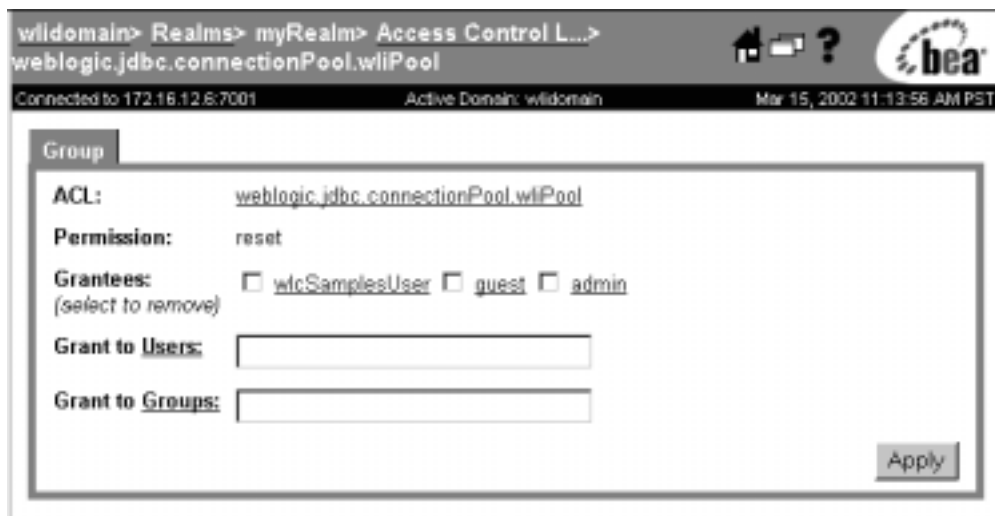 wlidomain> Realms> myRealm> Access Control L...>
weblogic.jdbc.connectionPool.wliPool
?
bea
Connected to 172.16.12.6:7001 Active Domain: wlidomain Mar 15, 2002 11:13:56 AM PST
Group
ACL: weblogic.jdbc.connectionPool.wliPool
Permission: reset
Grantees: wlcSamplesUser guest admin
(select to remove)
Grant to Users:
Grant to Groups:
Apply